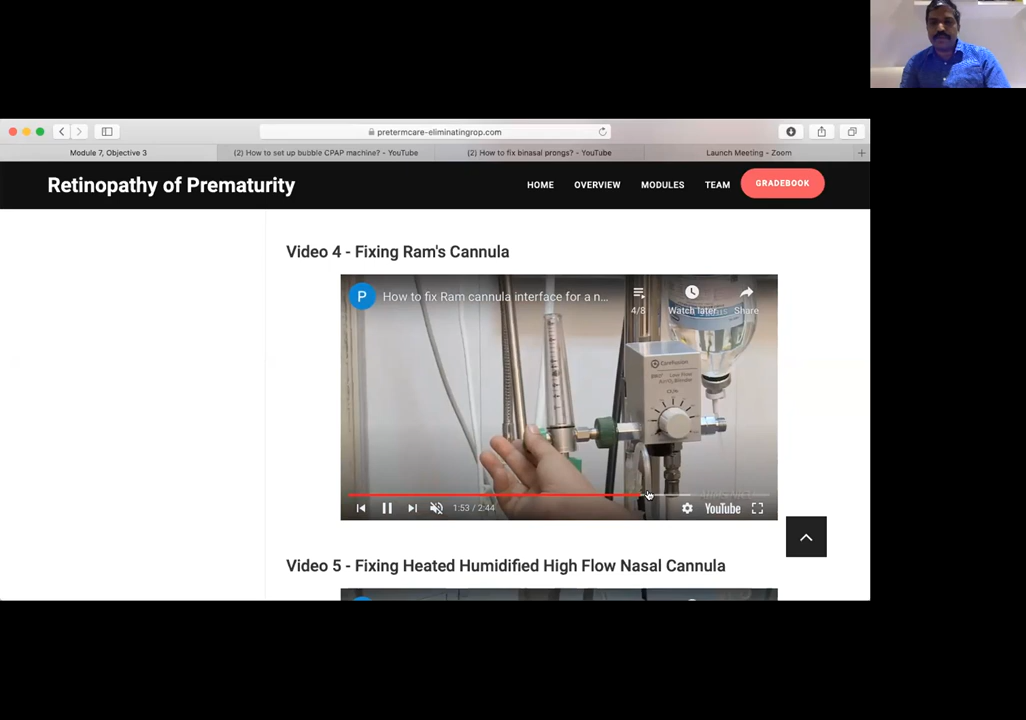 pretermcare-eliminatingrop.com
Module 7, Objective 3
(2) How to set up bubble CPAP machine? - YouTube
(2) How to fix binasal prongs? - YouTube
Launch Meeting - Zoom
Retinopathy of Prematurity
HOME
OVERVIEW
MODULES
TEAM
GRADEBOOK
Video 4 - Fixing Ram's Cannula
P
How to fix Ram cannula interface for a n...
4/8
Watch later
Share
CareFusion
1:53 / 2:44
YouTube
Video 5 - Fixing Heated Humidified High Flow Nasal Cannula